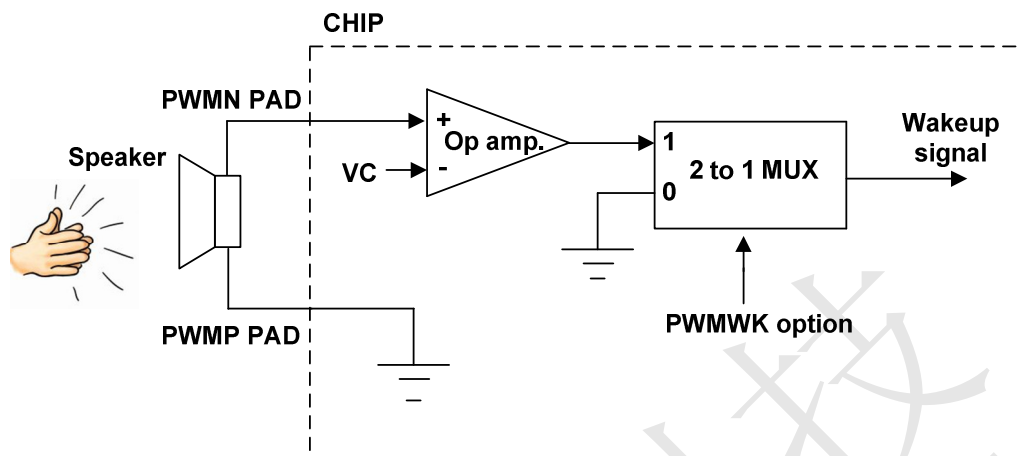 CHIP
PWMN PAD
Speaker
+
Op amp.
-
VC
1
2 to 1 MUX
0
Wakeup
signal
PWMWK option
PWMP PAD
技